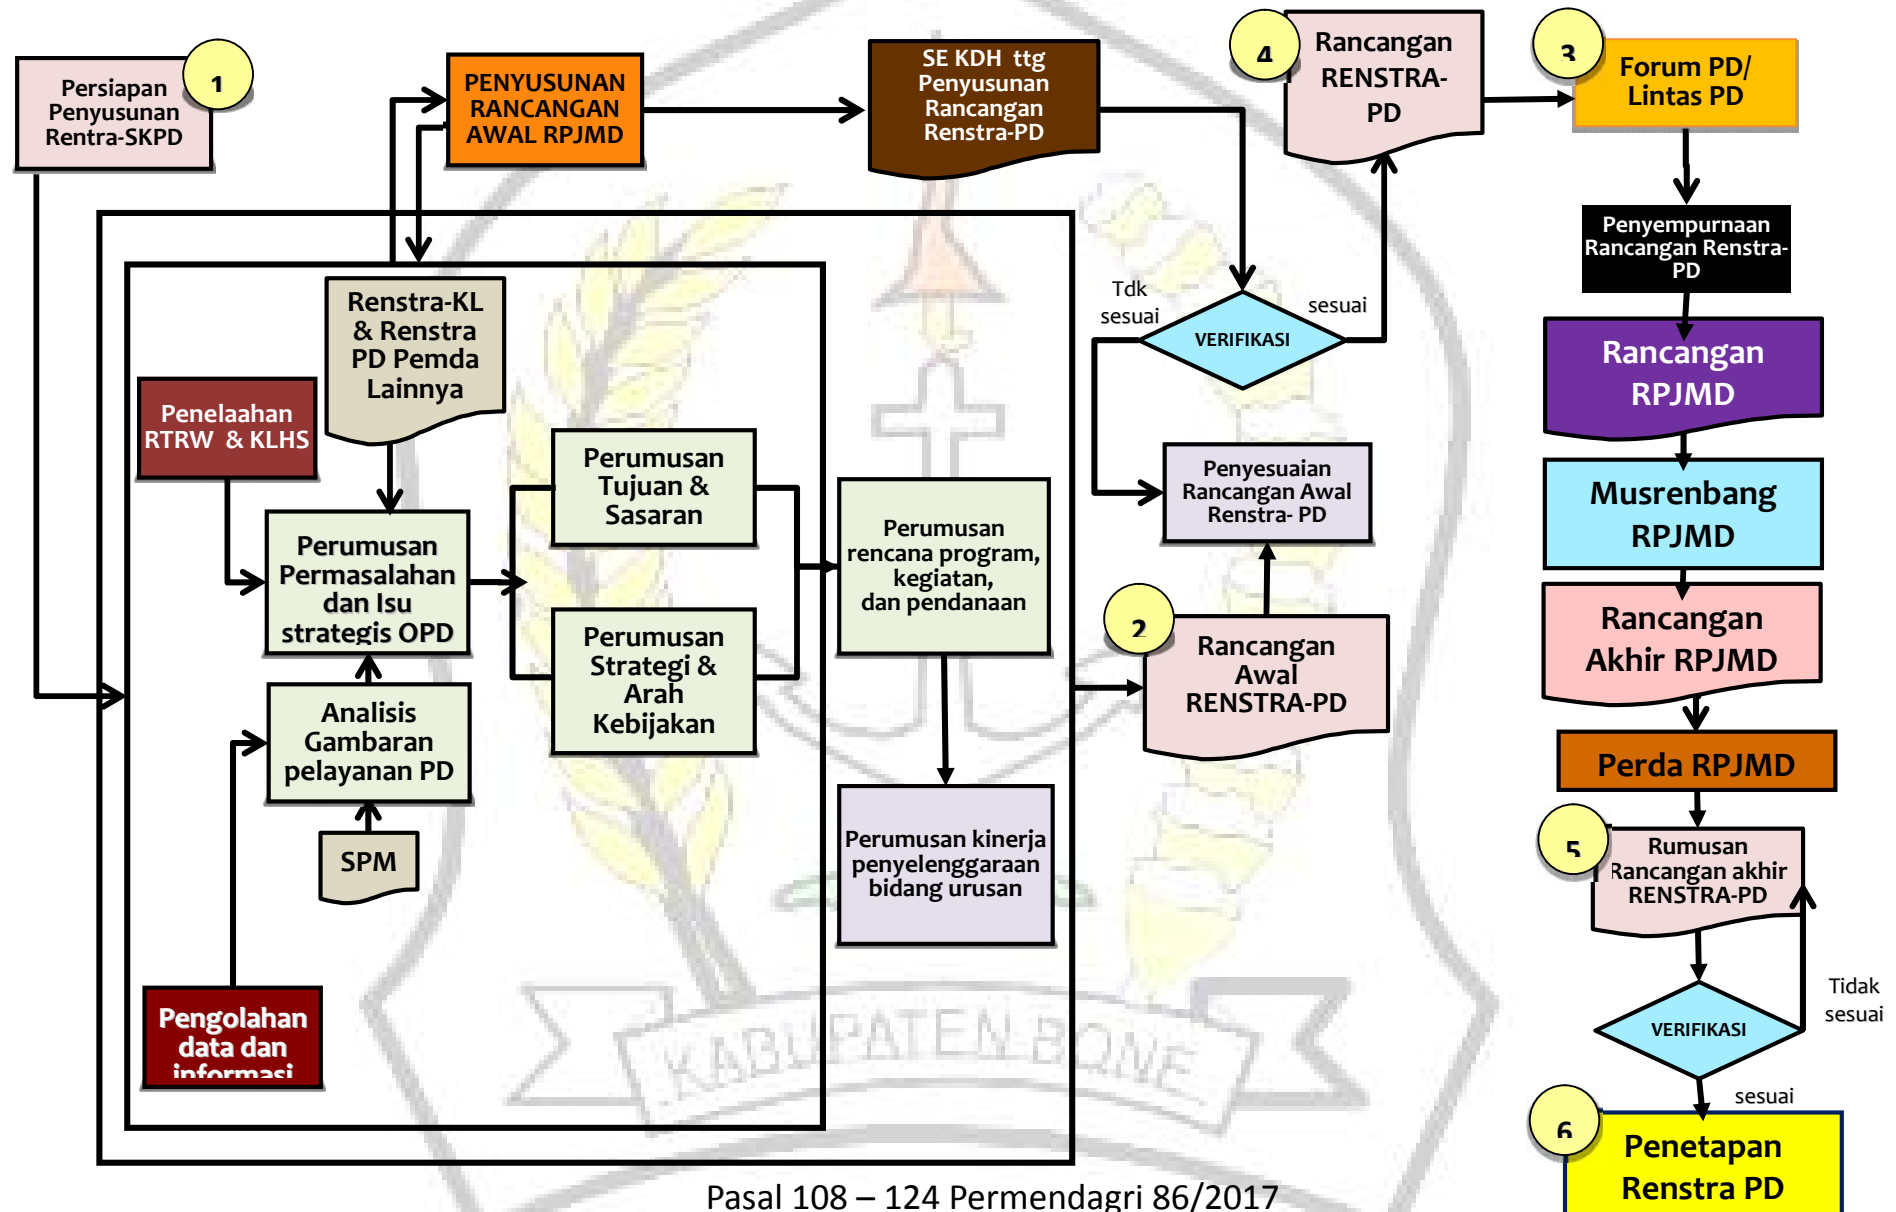 Persiapan
Penyusunan
Rentra-SKPD
1
PENYUSUNAN
RANCANGAN
AWAL RPJMD
SE KDH ttg
Penyusunan
Rancangan
Renstra-PD
4
Rancangan
RENSTRA-
PD
3
Forum PD/
Lintas PD
Penyempurnaan
Rancangan Renstra-
PD
Rancangan
RPJMD
Musrenbang
RPJMD
Rancangan
Akhir RPJMD
Perda RPJMD
5
Rumusan
Rancangan akhir
RENSTRA-PD
VERIFIKASI
Tidak
sesuai
sesuai
6
Penetapan
Renstra PD
Tdk
sesuai
VERIFIKASI
sesuai
Penyesuaian
Rancangan Awal
Renstra- PD
2
Rancangan
Awal
RENSTRA-PD
Renstra-KL
& Renstra
PD Pemda
Lainnya
Penelaahan
RTRW & KLHS
Perumusan
Permasalahan
dan Isu
strategis OPD
Analisis
Gambaran
pelayanan PD
SPM
Pengolahan
data dan
informasi
Perumusan
Tujuan &
Sasaran
Perumusan
Strategi &
Arah
Kebijakan
Perumusan
rencana program,
kegiatan,
dan pendanaan
Perumusan kinerja
penyelenggaraan
bidang urusan
KABUPATEN BONE
Pasal 108 – 124 Permendagri 86/2017